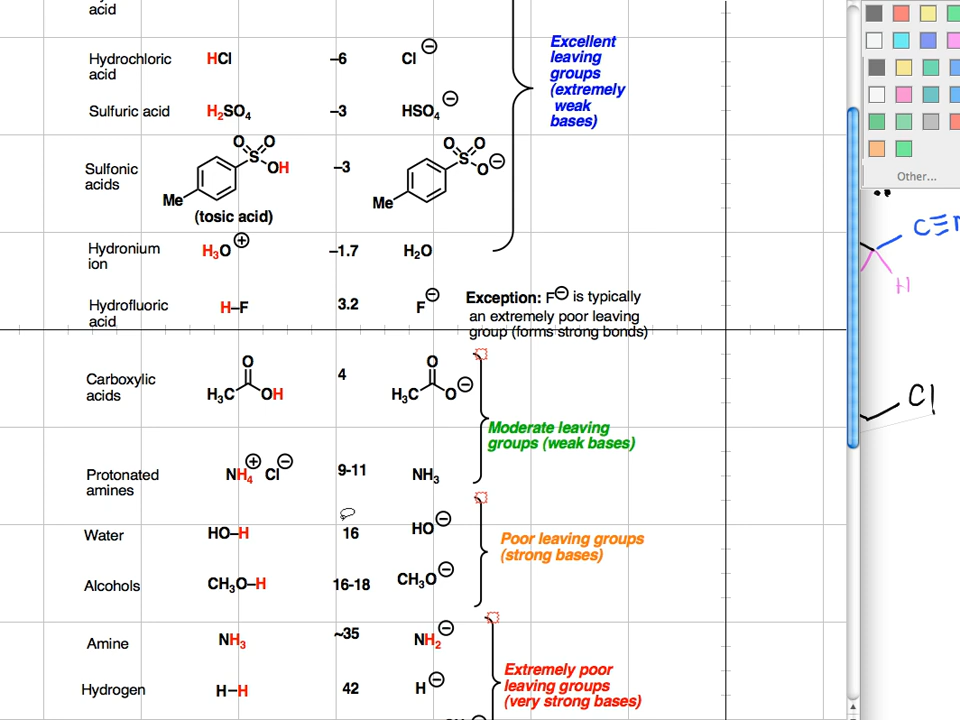 acid
Hydrochloric
acid
HCl
–6
Cl ⊖
Excellent
leaving
groups
(extremely
weak
bases)
Sulfuric acid
H₂SO₄
–3
HSO₄ ⊖
Sulfonic
acids
O O
S
OH
Me
(tosic acid)
–3
O O
S
O⊖
Me
Hydronium
ion
H₃O ⊕
–1.7
H₂O
Hydrofluoric
acid
H–F
3.2
F ⊖
Exception: F⊖ is typically
an extremely poor leaving
group (forms strong bonds)
Carboxylic
acids
O
H₃C OH
4
O
H₃C O ⊖
Moderate leaving
groups (weak bases)
Protonated
amines
NH₄ ⊕ Cl ⊖
9-11
NH₃
Water
HO–H
16
HO ⊖
Poor leaving groups
(strong bases)
Alcohols
CH₃O–H
16-18
CH₃O ⊖
Amine
NH₃
~35
NH₂ ⊖
Extremely poor
leaving groups
(very strong bases)
Hydrogen
H–H
42
H ⊖
Other...
C≡
H
Cl